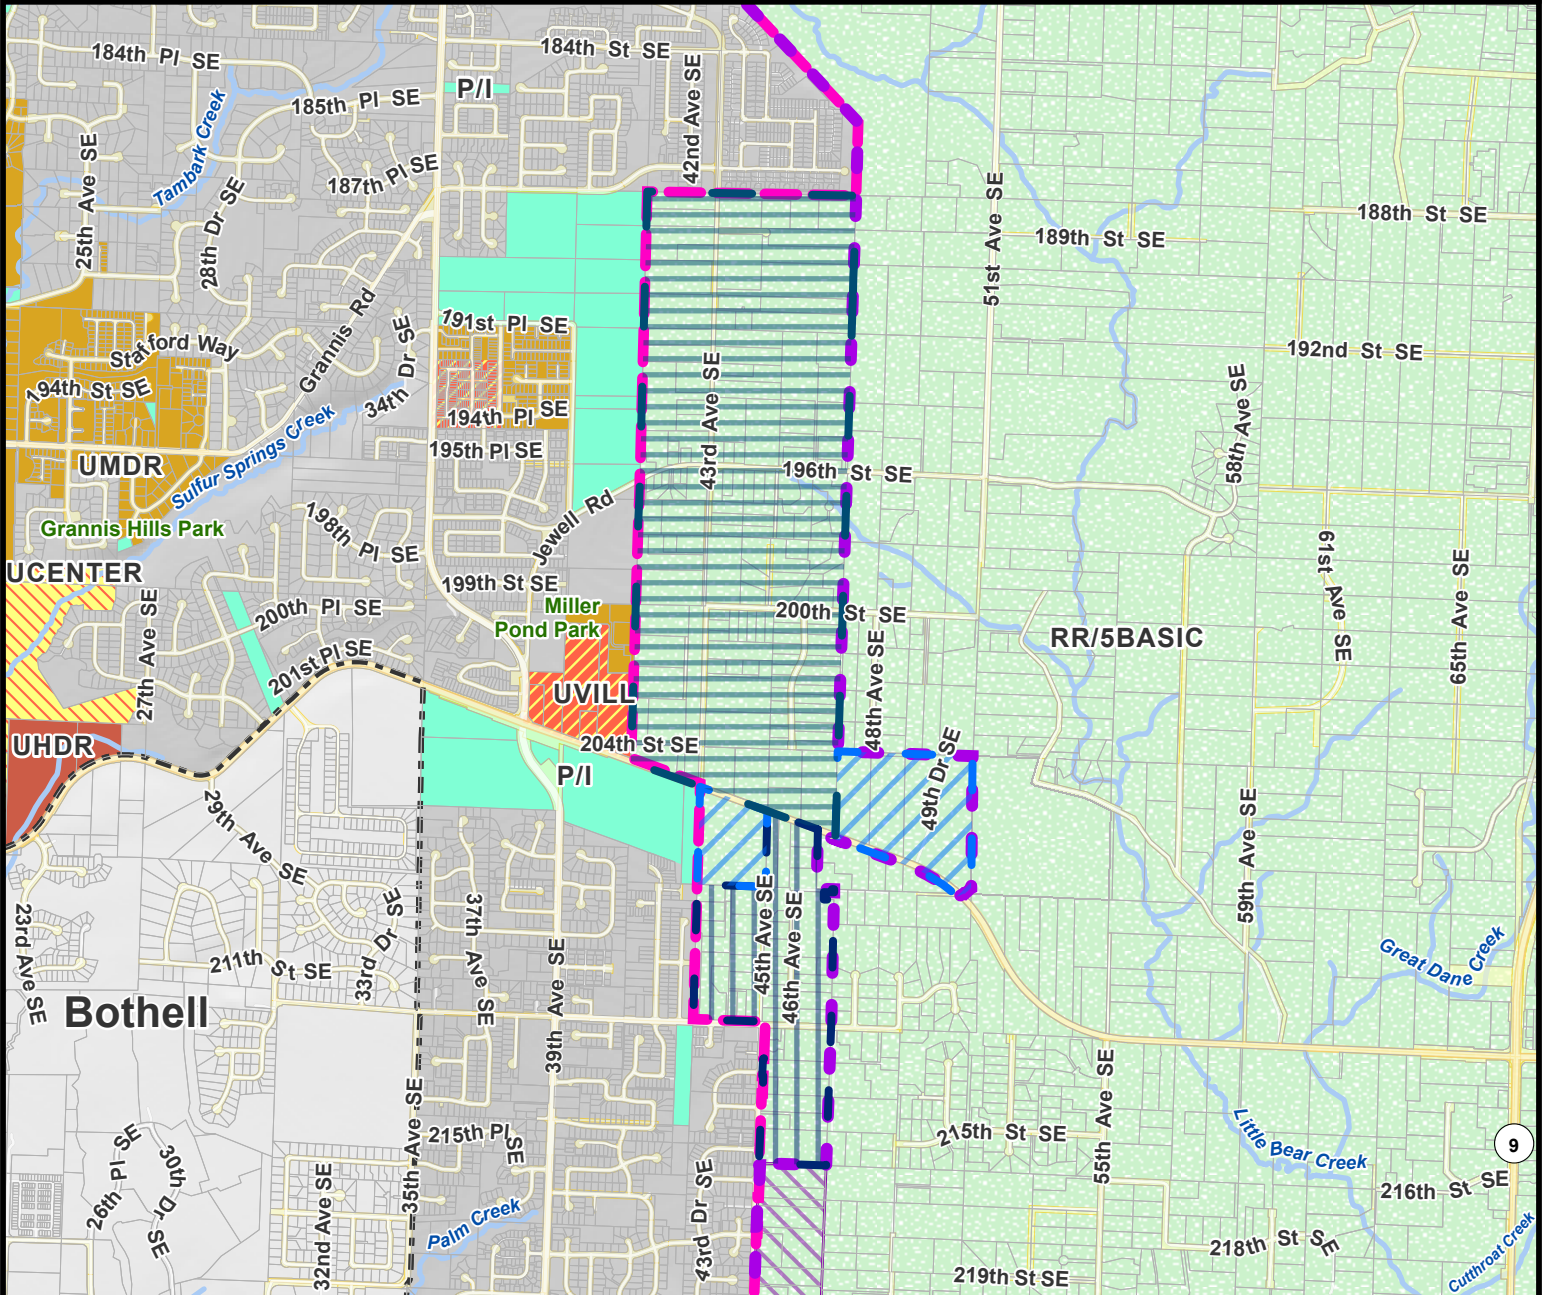 184th Pl SE
184th St SE
P/I
42nd Ave SE
185th Pl SE
Tambark Creek
25th Ave SE
187th Pl SE
28th Dr SE
51st Ave SE
188th St SE
189th St SE
Grannis Rd
191st Pl SE
34th Dr SE
Stafford Way
192nd St SE
43rd Ave SE
58th Ave SE
194th St SE
194th Pl SE
195th Pl SE
UMDR
Sulfur Springs Creek
196th St SE
Grannis Hills Park
198th Pl SE
Jewell Rd
61st Ave SE
65th Ave SE
UCENTER
199th St SE
27th Ave SE
200th Pl SE
Miller
Pond Park
200th St SE
48th Ave SE
RR/5BASIC
201st Pl SE
UVILL
UHDR
204th St SE
49th Dr SE
P/I
29th Ave SE
59th Ave SE
23rd Ave SE
33rd Dr SE
37th Ave SE
39th Ave SE
45th Ave SE
46th Ave SE
Great Dane Creek
211th St SE
Bothell
35th Ave SE
55th Ave SE
215th Pl SE
215th St SE
Little Bear Creek
9
26th Pl SE
30th Dr SE
32nd Ave SE
43rd Dr SE
216th St SE
Palm Creek
218th St SE
219th St SE
Cutthroat Creek